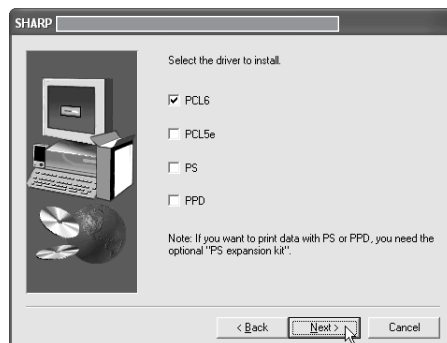 SHARP
Select the driver to install.
PCL6
PCL5e
PS
PPD
Note: If you want to print data with PS or PPD, you need the
optional "PS expansion kit".
< Back
Next >
Cancel